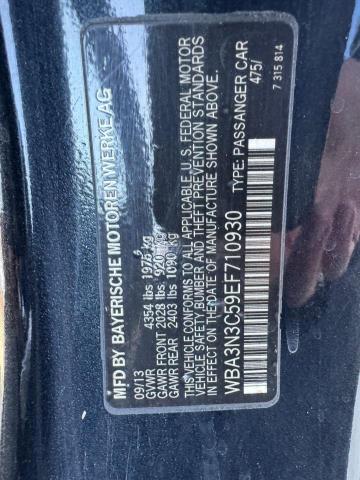 MFD BY BAYERISCHE MOTOREN WERKE AG
09/13
GVWR 4354 lbs 1975 kg
GAWR FRONT 2028 lbs 920 kg
GAWR REAR 2403 lbs 1090 kg
THIS VEHICLE CONFORMS TO ALL APPLICABLE U.S. FEDERAL MOTOR
VEHICLE SAFETY, BUMPER AND THEFT PREVENTION STANDARDS
IN EFFECT ON THE DATE OF MANUFACTURE SHOWN ABOVE.
WBA3N3C59EF710930 TYPE: PASSENGER CAR
475/
7 315 814